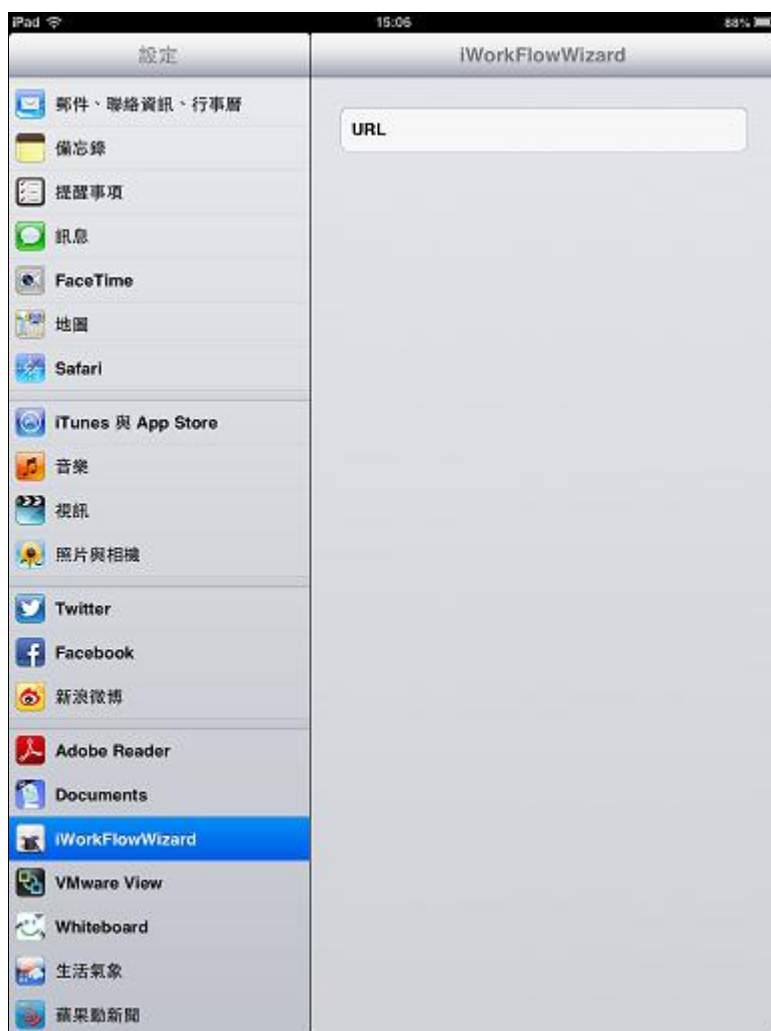 iPad 15:06 88%
設定 iWorkFlowWizard
郵件、聯絡資訊、行事曆
備忘錄
提醒事項
訊息
FaceTime
地圖
Safari
iTunes 與 App Store
音樂
視訊
照片與相機
Twitter
Facebook
新浪微博
Adobe Reader
Documents
iWorkFlowWizard
VMware View
Whiteboard
生活氣象
蘋果動新聞
URL